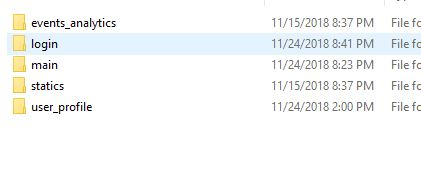 events_analytics 11/15/2018 8:37 PM File fo
login 11/24/2018 8:41 PM File fo
main 11/24/2018 8:23 PM File fo
statics 11/15/2018 8:37 PM File fo
user_profile 11/24/2018 2:00 PM File fo